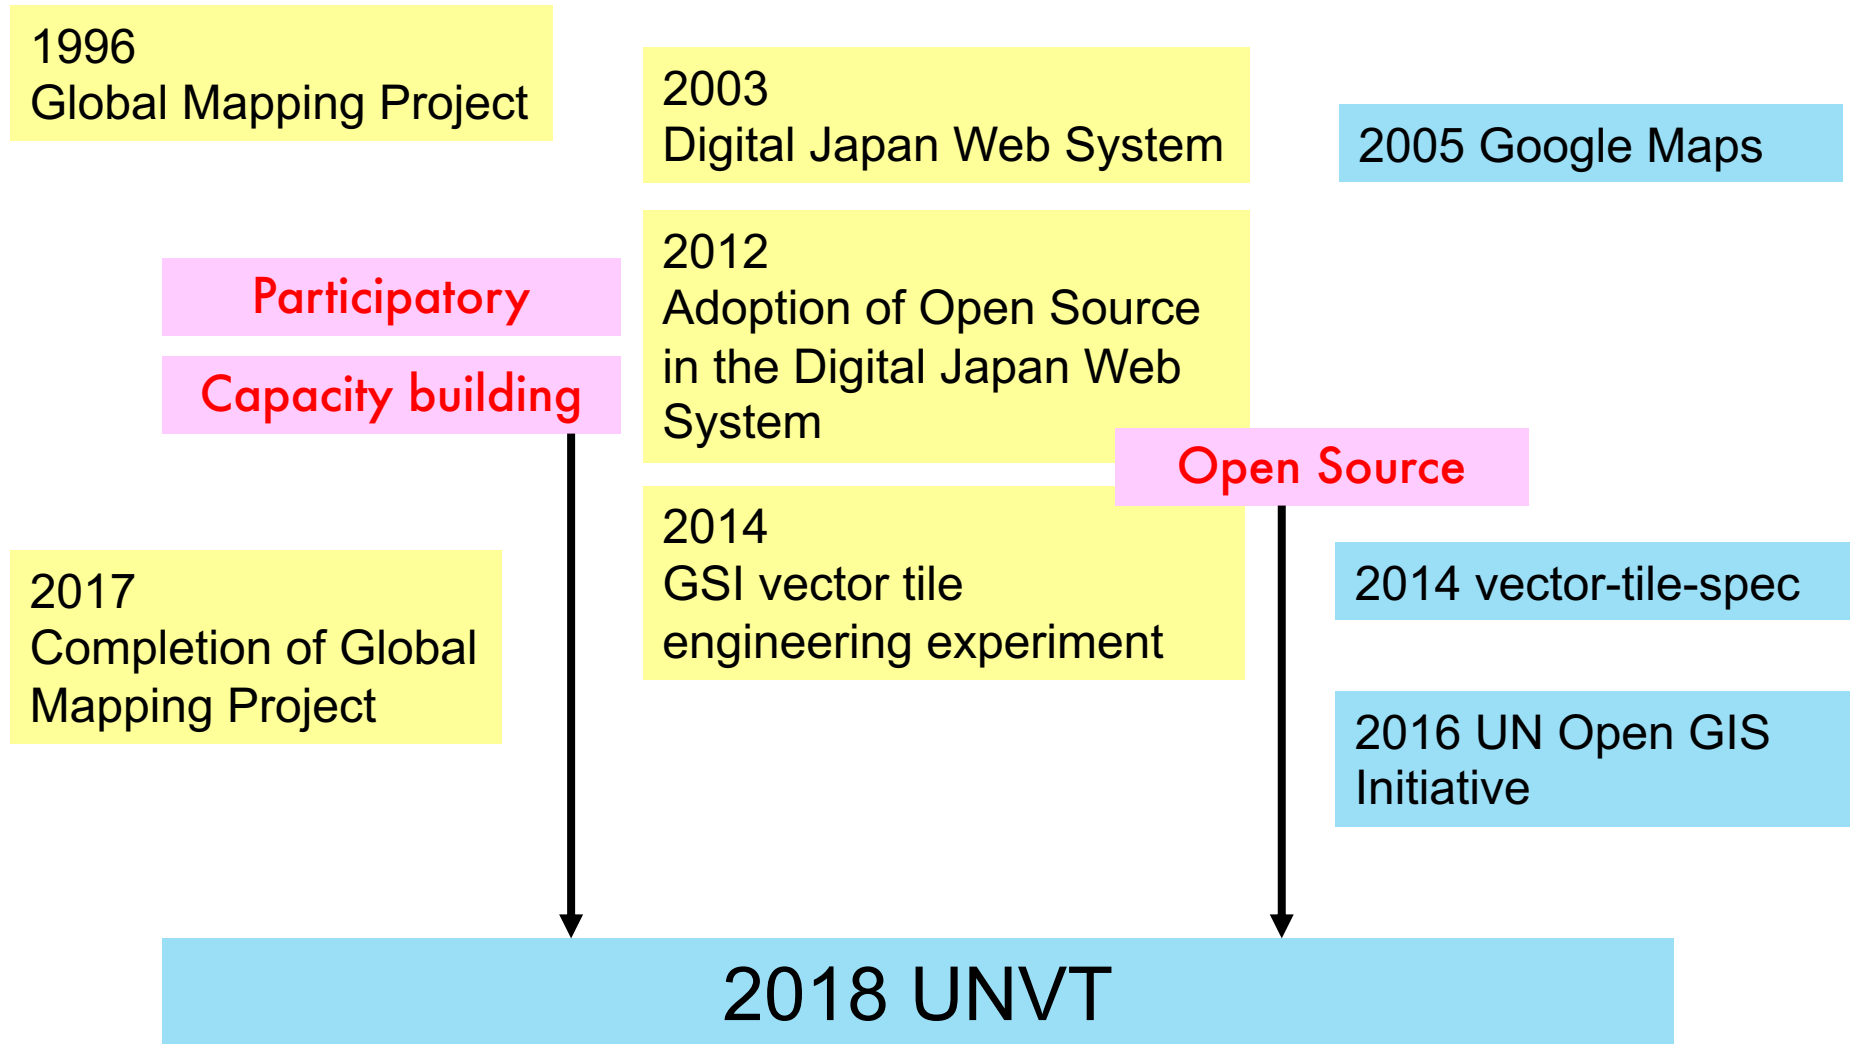 1996
Global Mapping Project
2003
Digital Japan Web System
2005 Google Maps
Participatory
Capacity building
2012
Adoption of Open Source
in the Digital Japan Web
System
Open Source
2014
GSI vector tile
engineering experiment
2017
Completion of Global
Mapping Project
2014 vector-tile-spec
2016 UN Open GIS
Initiative
2018 UNVT